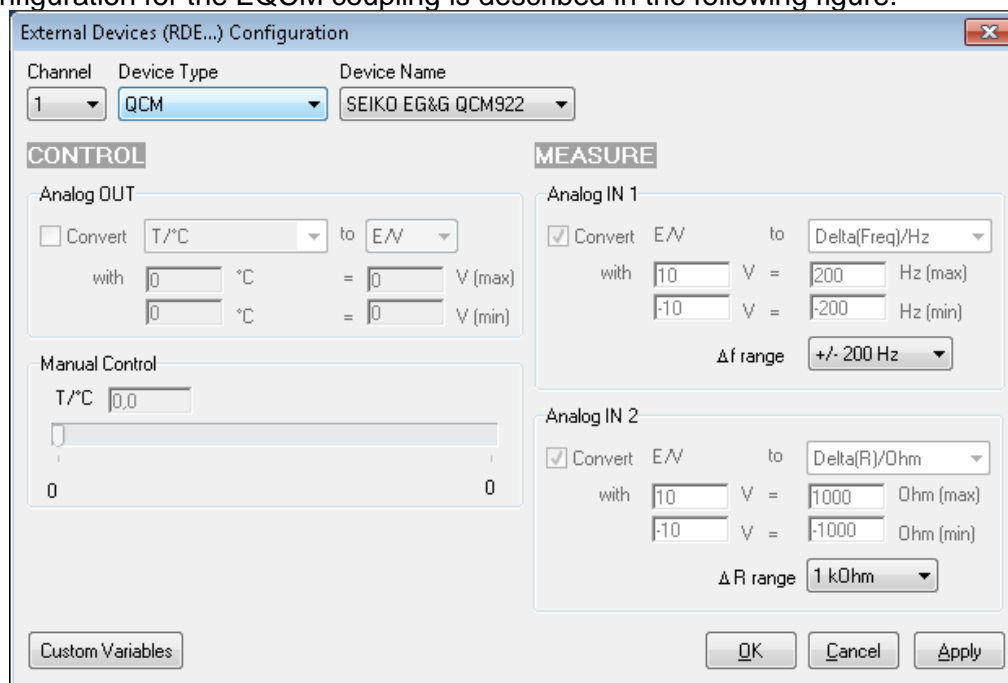 nfiguration for the EQCM coupling is described in the following figure.
External Devices (RDE...) Configuration
Channel Device Type Device Name
1 QCM SEIKO EG&G QCM922
CONTROL
Analog OUT
Convert T/°C to E/V
with 0 °C = 0 V (max)
0 °C = 0 V (min)
Manual Control
T/°C 0,0
0 0
MEASURE
Analog IN 1
Convert E/V to Delta(Freq)/Hz
with 10 V = 200 Hz (max)
-10 V = -200 Hz (min)
Δf range +/- 200 Hz
Analog IN 2
Convert E/V to Delta(R)/Ohm
with 10 V = 1000 Ohm (max)
-10 V = -1000 Ohm (min)
ΔR range 1 kOhm
Custom Variables OK Cancel Apply